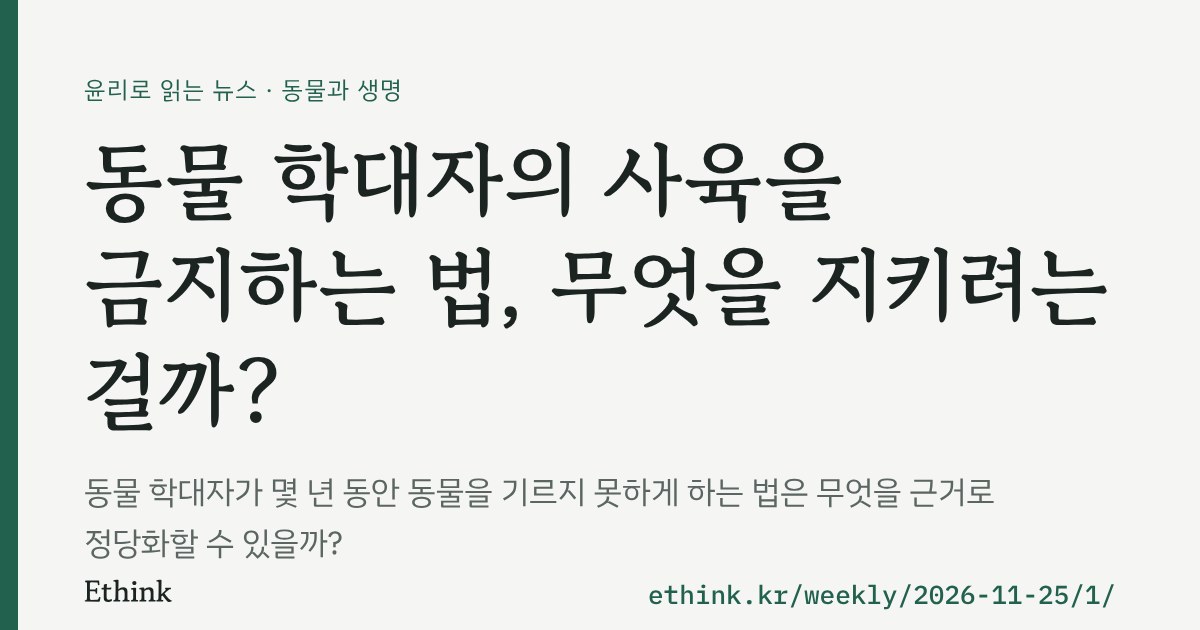 윤리로 읽는 뉴스 · 동물과 생명
동물 학대자의 사육을
금지하는 법, 무엇을 지키려는
걸까?
동물 학대자가 몇 년 동안 동물을 기르지 못하게 하는 법은 무엇을 근거로
정당화할 수 있을까?
Ethink
ethink.kr/weekly/2026-11-25/1/